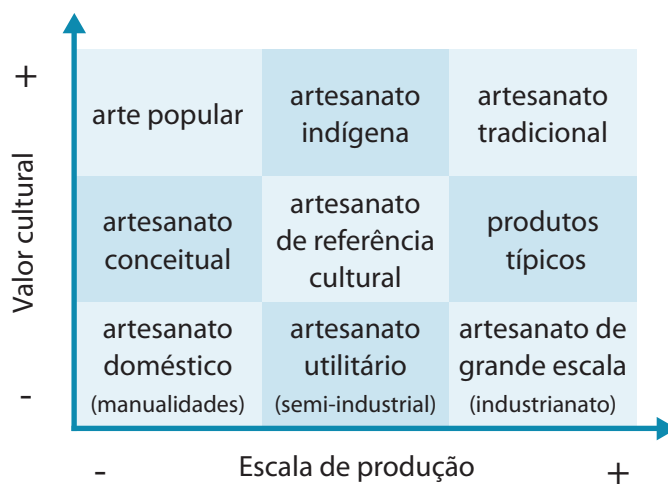 +
Valor cultural
-
arte popular
artesanato
indígena
artesanato
tradicional
artesanato
conceitual
artesanato
de referência
cultural
produtos
típicos
artesanato
doméstico
(manualidades)
artesanato
utilitário
(semi-industrial)
artesanato de
grande escala
(industrianato)
-
Escala de produção
+